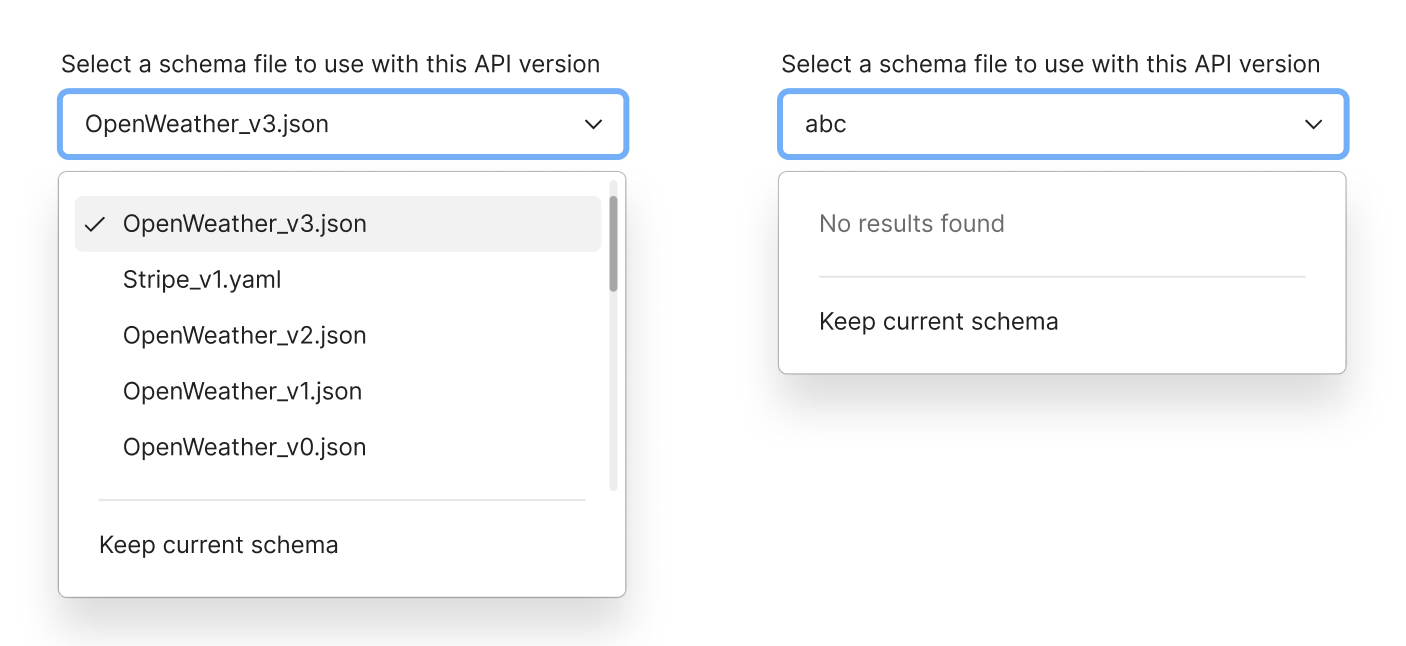 Select a schema file to use with this API version
OpenWeather_v3.json
OpenWeather_v3.json
Stripe_v1.yaml
OpenWeather_v2.json
OpenWeather_v1.json
OpenWeather_v0.json
Keep current schema
Select a schema file to use with this API version
abc
No results found
Keep current schema